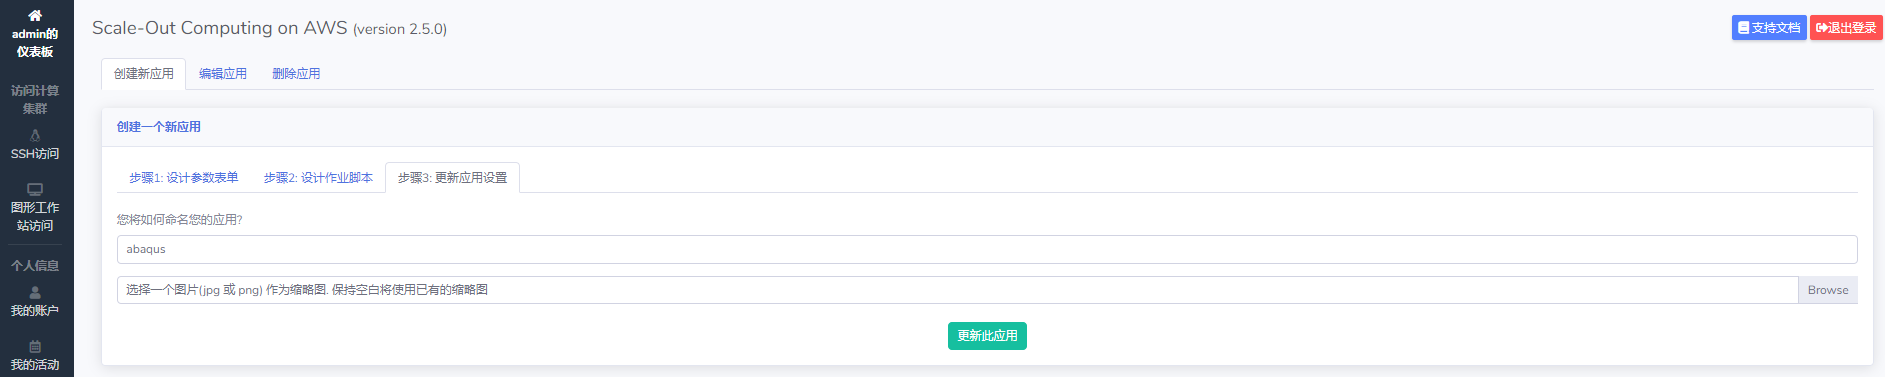 admin的
仪表板
访问计算
集群
SSH访问
图形工作
站访问
个人信息
我的账户
我的活动
Scale-Out Computing on AWS (version 2.5.0)
支持文档
退出登录
创建新应用
编辑应用
删除应用
创建一个新应用
步骤1: 设计参数表单
步骤2: 设计作业脚本
步骤3: 更新应用设置
您将如何命名您的应用?
abaqus
选择一个图片(jpg 或 png) 作为缩略图. 保持空白将使用已有的缩略图
Browse
更新此应用